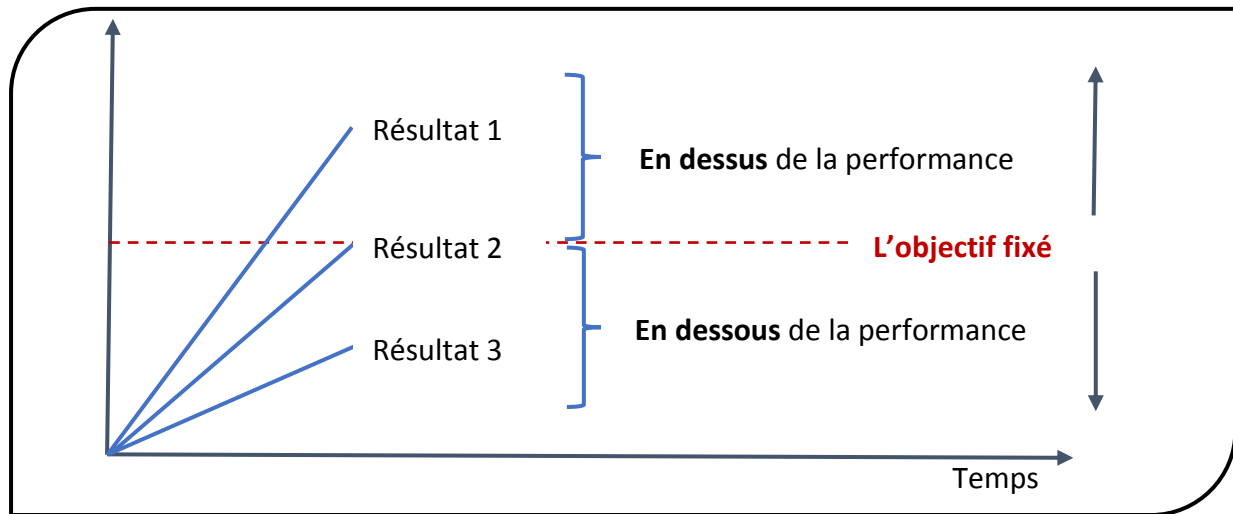 Résultat 1
En dessus de la performance
Résultat 2
L’objectif fixé
En dessous de la performance
Résultat 3
Temps